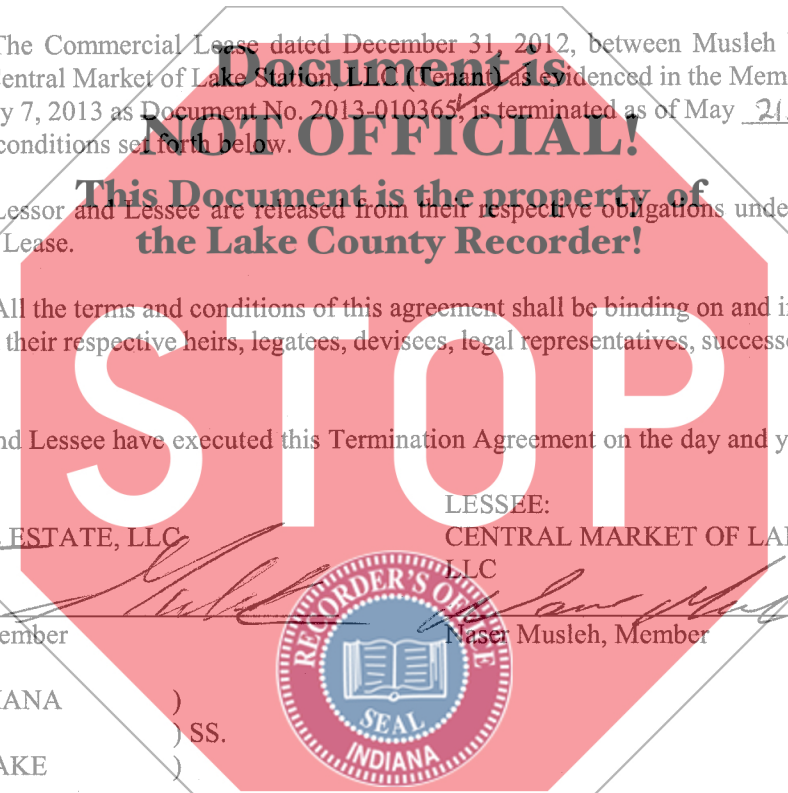 The Commercial Lease dated December 31, 2012, between Musleh
Document is
Central Market of Lake Station, LLC (Tenant) as evidenced in the Mem
y 7, 2013 as Document No. 2013-010365, is terminated as of May 21
NOT OFFICIAL!
conditions set forth below.
This Document is the property of
Lessor and Lessee are released from their respective obligations unde
Lease.
the Lake County Recorder!
All the terms and conditions of this agreement shall be binding on and i
their respective heirs, legatees, devisees, legal representatives, success
STOP
nd Lessee have executed this Termination Agreement on the day and y
LESSEE:
ESTATE, LLC
CENTRAL MARKET OF LA
LLC
ember
Naser Musleh, Member
RECORDER'S OFFICE
SEAL
INDIANA
IANA )
) SS.
AKE )